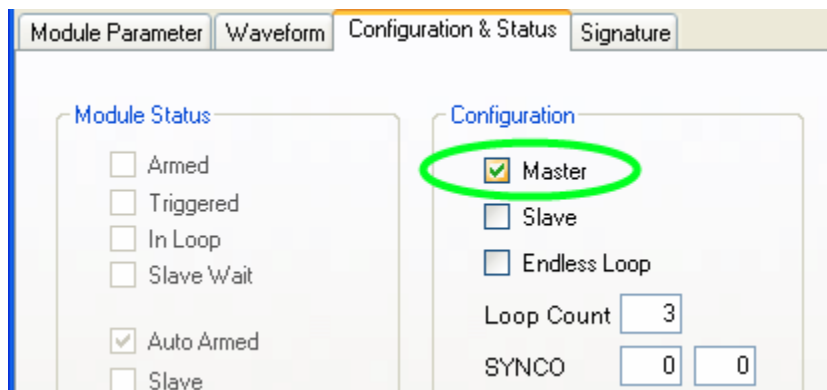 Module Parameter Waveform Configuration & Status Signature
Module Status
Armed
Triggered
In Loop
Slave Wait
Auto Armed
Slave
Configuration
Master
Slave
Endless Loop
Loop Count 3
SYNCO 0 0